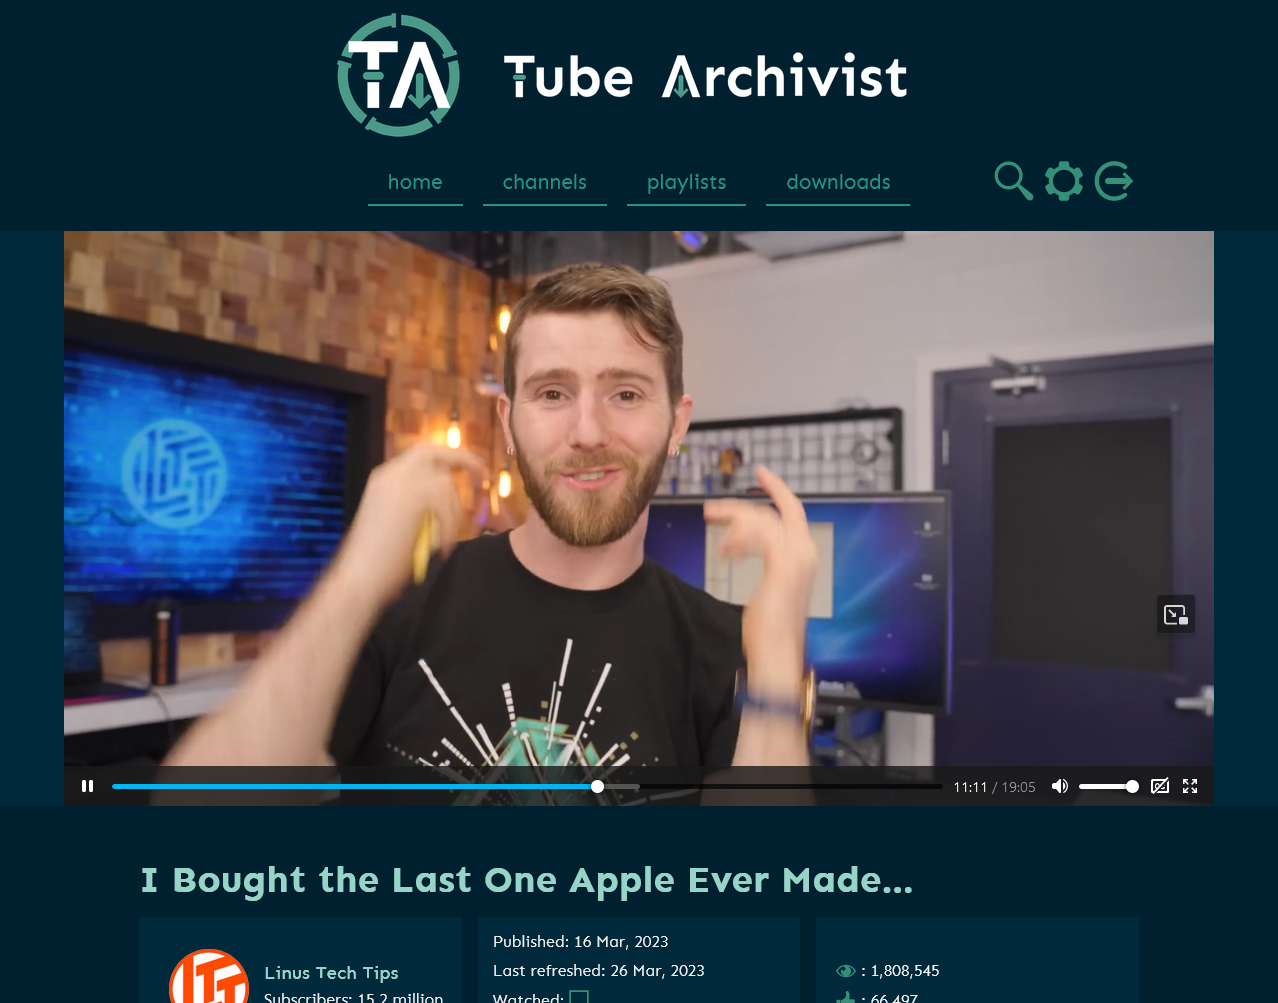 TA Tube Archivist
home channels playlists downloads
LTT
11:11 / 19:05
I Bought the Last One Apple Ever Made...
Linus Tech Tips
Subscribers: 15.2 million
Published: 16 Mar, 2023
Last refreshed: 26 Mar, 2023
Watched:
: 1,808,545
: 66,497